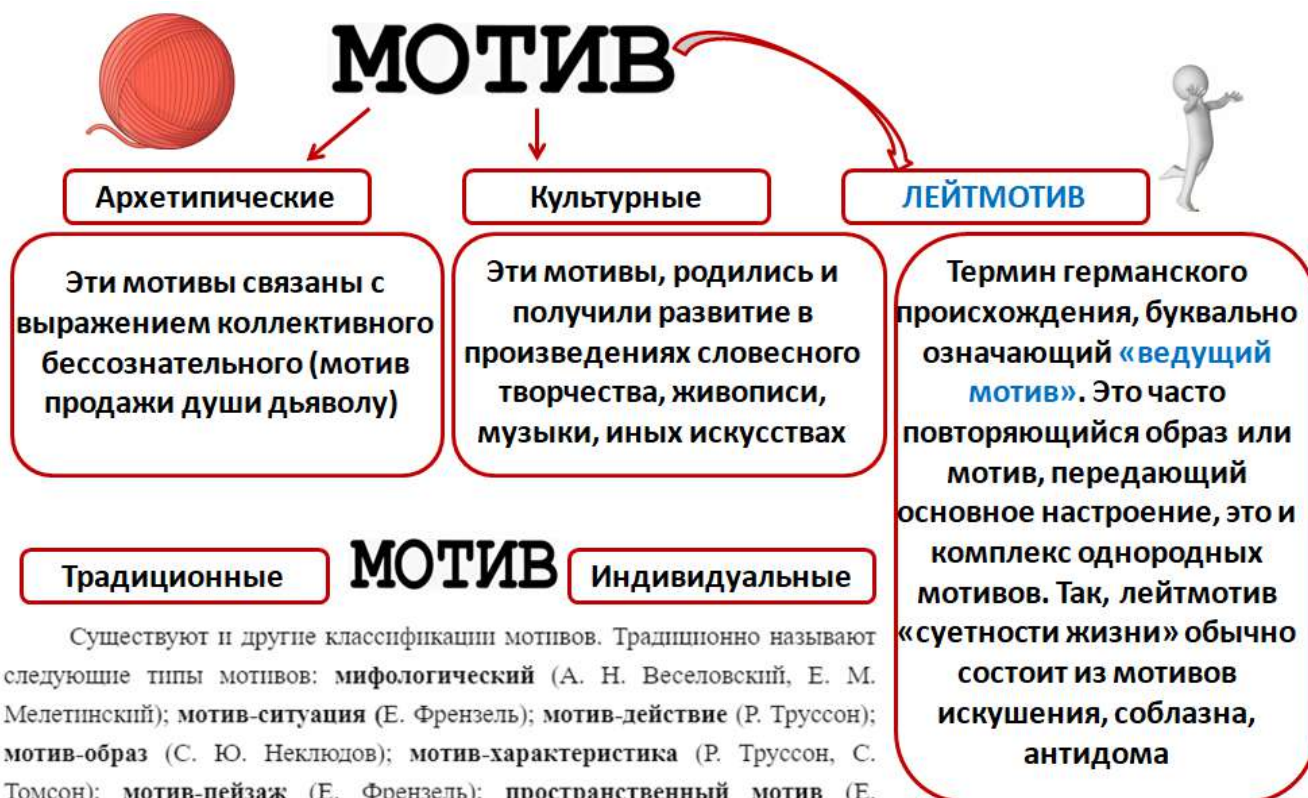 МОТИВ
Архетипические
Культурные
ЛЕЙТМОТИВ
Эти мотивы связаны с
выражением коллективного
бессознательного (мотив
продажи души дьяволу)
Эти мотивы, родились и
получили развитие в
произведениях словесного
творчества, живописи,
музыки, иных искусствах
Термин германского
происхождения, буквально
означающий «ведущий
мотив». Это часто
повторяющийся образ или
мотив, передающий
основное настроение, это и
комплекс однородных
мотивов. Так, лейтмотив
«суетности жизни» обычно
состоит из мотивов
искушения, соблазна,
антидома
Традиционные
МОТИВ
Индивидуальные
Существуют и другие классификации мотивов. Традиционно называют
следующие типы мотивов: мифологический (А. Н. Веселовский, Е. М.
Мелетинский); мотив-ситуация (Е. Френзель); мотив-действие (Р. Труссон);
мотив-образ (С. Ю. Неклюдов); мотив-характеристика (Р. Труссон, С.
Томсон); мотив-пейзаж (Е. Френзель); пространственный мотив (Е.